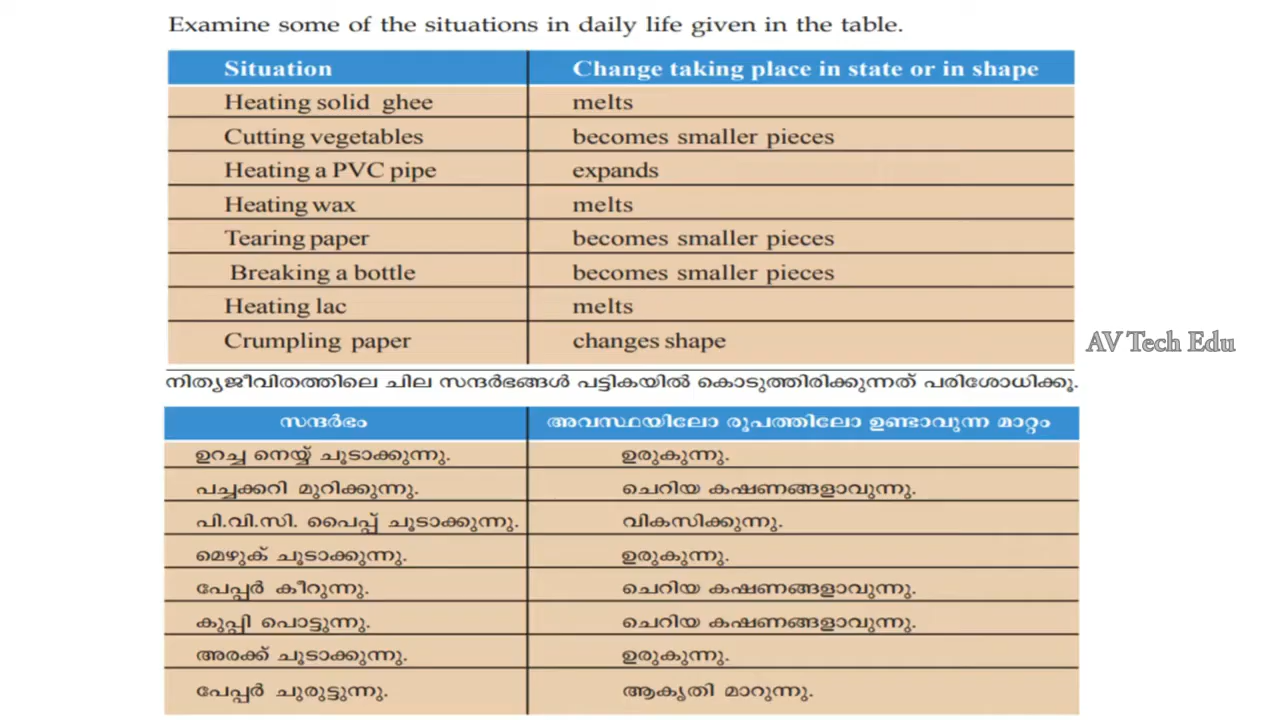 Examine some of the situations in daily life given in the table.
Situation Change taking place in state or in shape
Heating solid ghee melts
Cutting vegetables becomes smaller pieces
Heating a PVC pipe expands
Heating wax melts
Tearing paper becomes smaller pieces
Breaking a bottle becomes smaller pieces
Heating lac melts
Crumpling paper changes shape
AV Tech Edu
നിത്യജീവിതത്തിലെ ചില സന്ദർഭങ്ങൾ പട്ടികയിൽ കൊടുത്തിരിക്കുന്നത് പരിശോധിക്കൂ.
സന്ദർഭം അവസ്ഥയിലോ രൂപത്തിലോ ഉണ്ടാവുന്ന മാറ്റം
ഉറച്ച നെയ്യ് ചൂടാക്കുന്നു. ഉരുകുന്നു.
പച്ചക്കറി മുറിക്കുന്നു. ചെറിയ കഷണങ്ങളാവുന്നു.
പി.വി.സി. പൈപ്പ് ചൂടാക്കുന്നു. വികസിക്കുന്നു.
മെഴുക് ചൂടാക്കുന്നു. ഉരുകുന്നു.
പേപ്പർ കീറുന്നു. ചെറിയ കഷണങ്ങളാവുന്നു.
കുപ്പി പൊട്ടുന്നു. ചെറിയ കഷണങ്ങളാവുന്നു.
അരക്ക് ചൂടാക്കുന്നു. ഉരുകുന്നു.
പേപ്പർ ചുരുട്ടുന്നു. ആകൃതി മാറുന്നു.